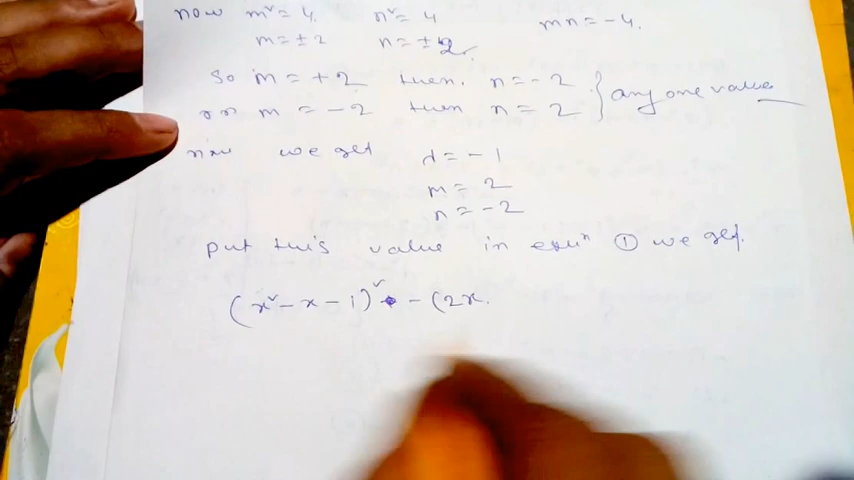 now m² = 4. n² = 4 mn = -4.
m = ±2 n = ±2
so m = +2 then. n = -2
or m = -2 then n = 2 } any one value
now we get λ = -1
m = 2
n = -2
put this value in equⁿ ① we get.
(x² - x - 1)² - (2x.